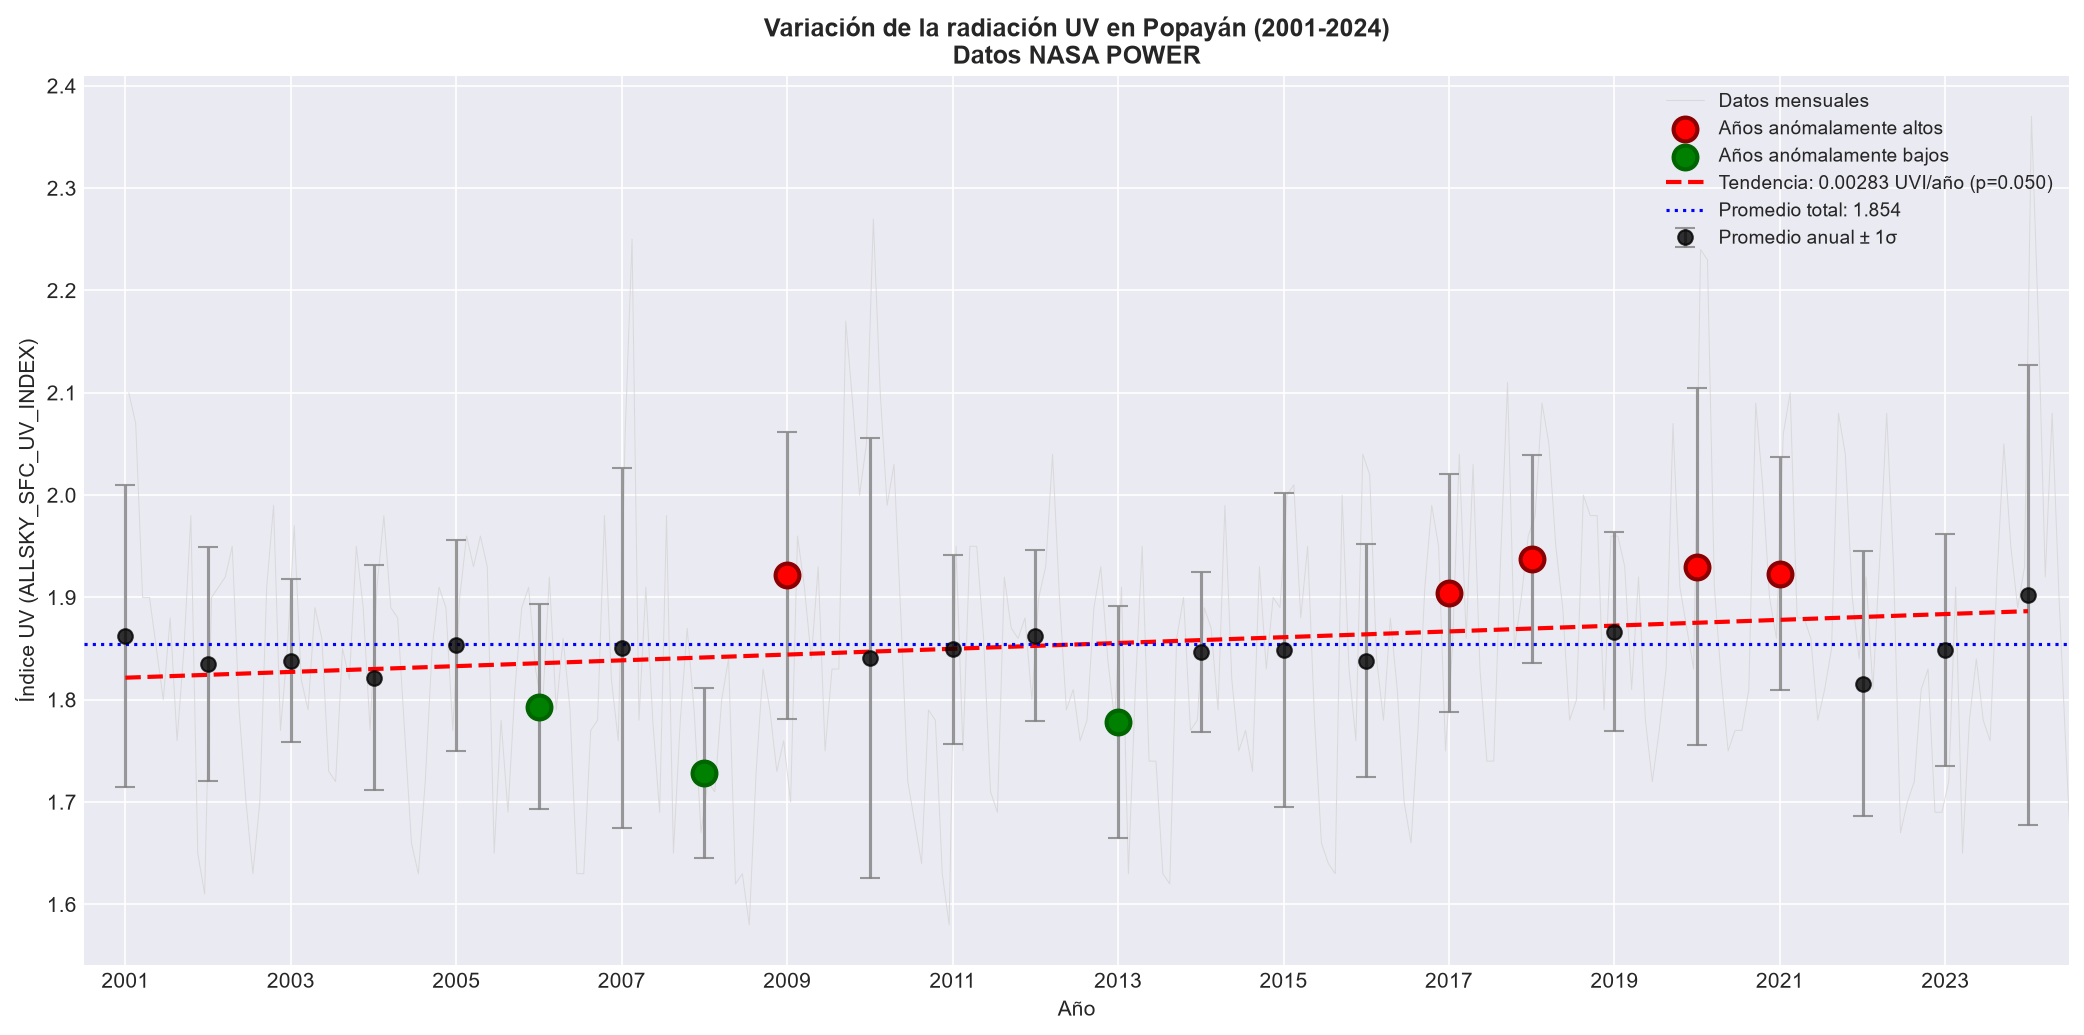 Variación de la radiación UV en Popayán (2001-2024)
Datos NASA POWER
Índice UV (ALLSKY_SFC_UV_INDEX)
2.4
2.3
2.2
2.1
2.0
1.9
1.8
1.7
1.6
Datos mensuales
Años anómalamente altos
Años anómalamente bajos
Tendencia: 0.00283 UVI/año (p=0.050)
Promedio total: 1.854
Promedio anual ± 1σ
2001 2003 2005 2007 2009 2011 2013 2015 2017 2019 2021 2023
Año